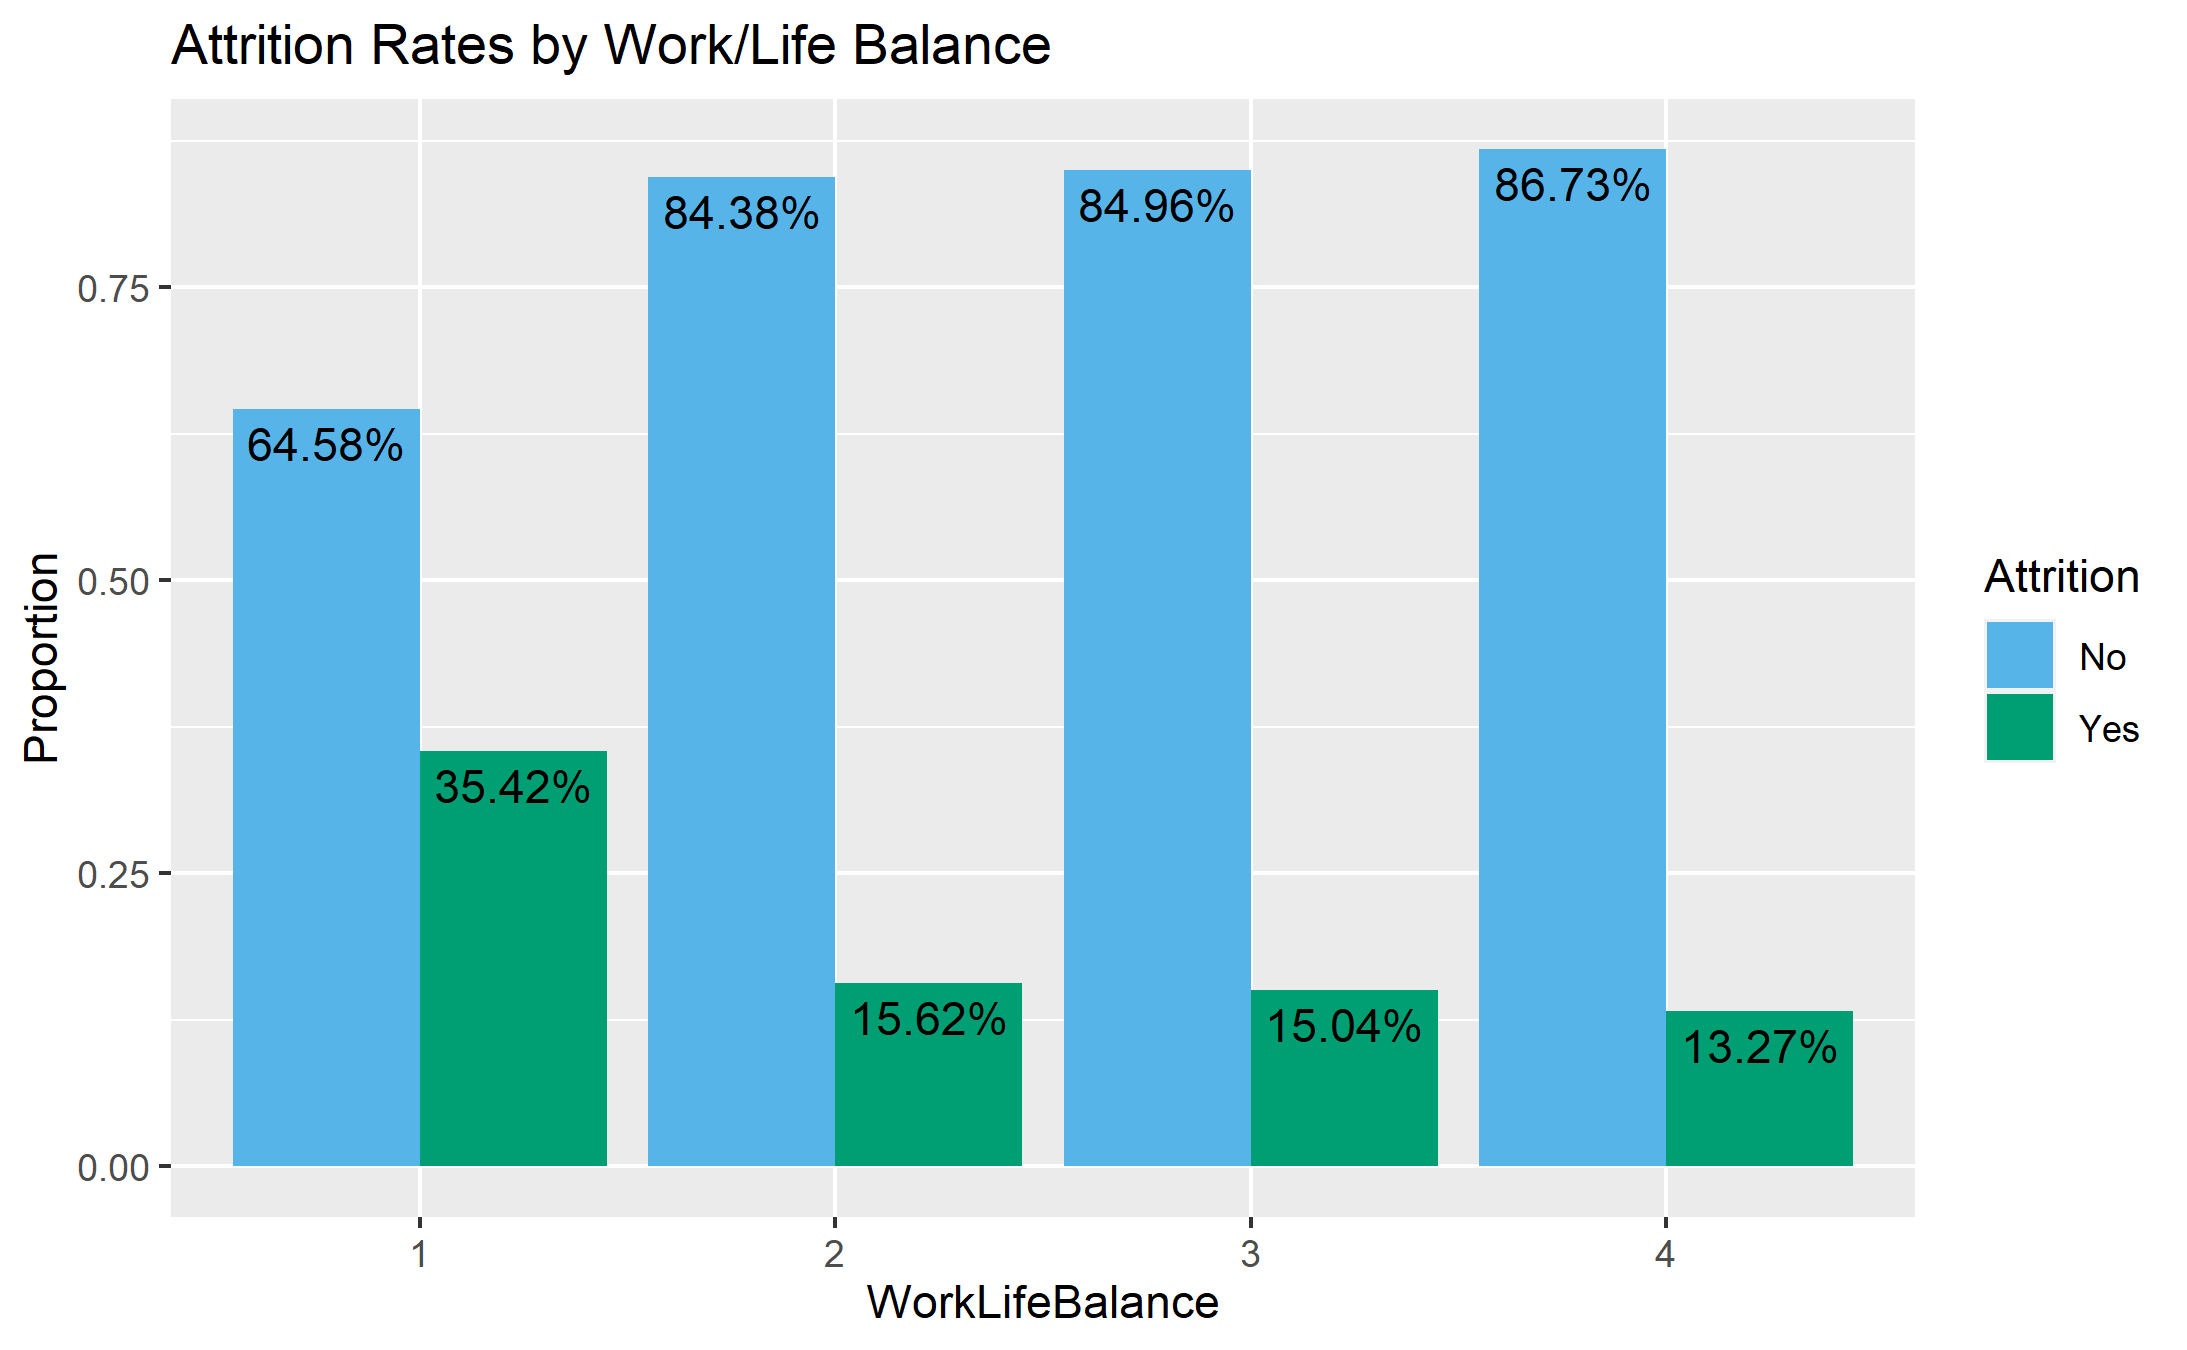 Attrition Rates by Work/Life Balance
Proportion
0.75
0.50
0.25
0.00
64.58%
35.42%
84.38%
15.62%
84.96%
15.04%
86.73%
13.27%
1
2
3
4
WorkLifeBalance
Attrition
No
Yes